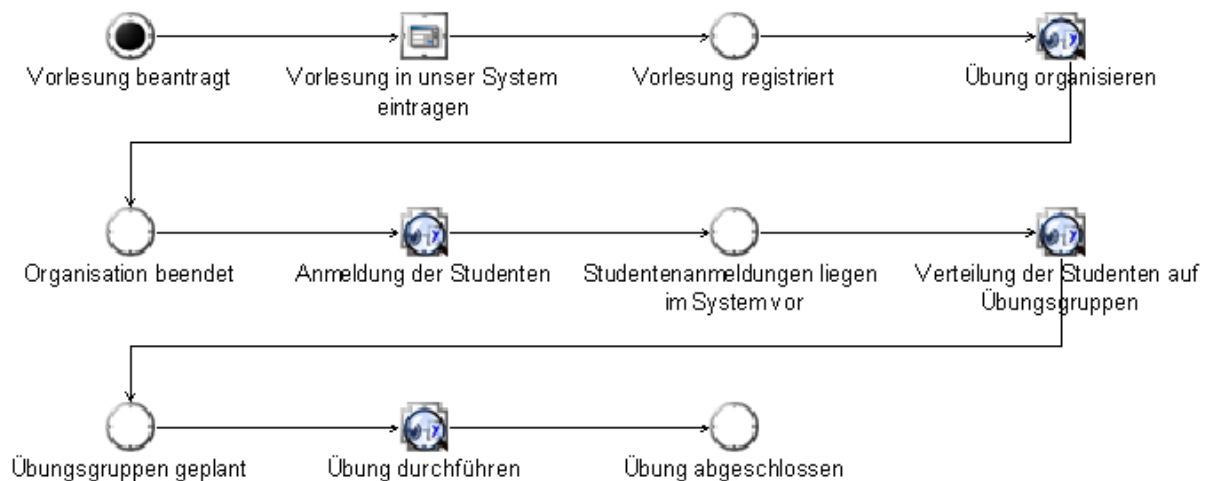 Vorlesung beantragt
Vorlesung in unser System
eintragen
Vorlesung registriert
Übung organisieren
Organisation beendet
Anmeldung der Studenten
Studentenanmeldungen liegen
im System vor
Verteilung der Studenten auf
Übungsgruppen
Übungsgruppen geplant
Übung durchführen
Übung abgeschlossen